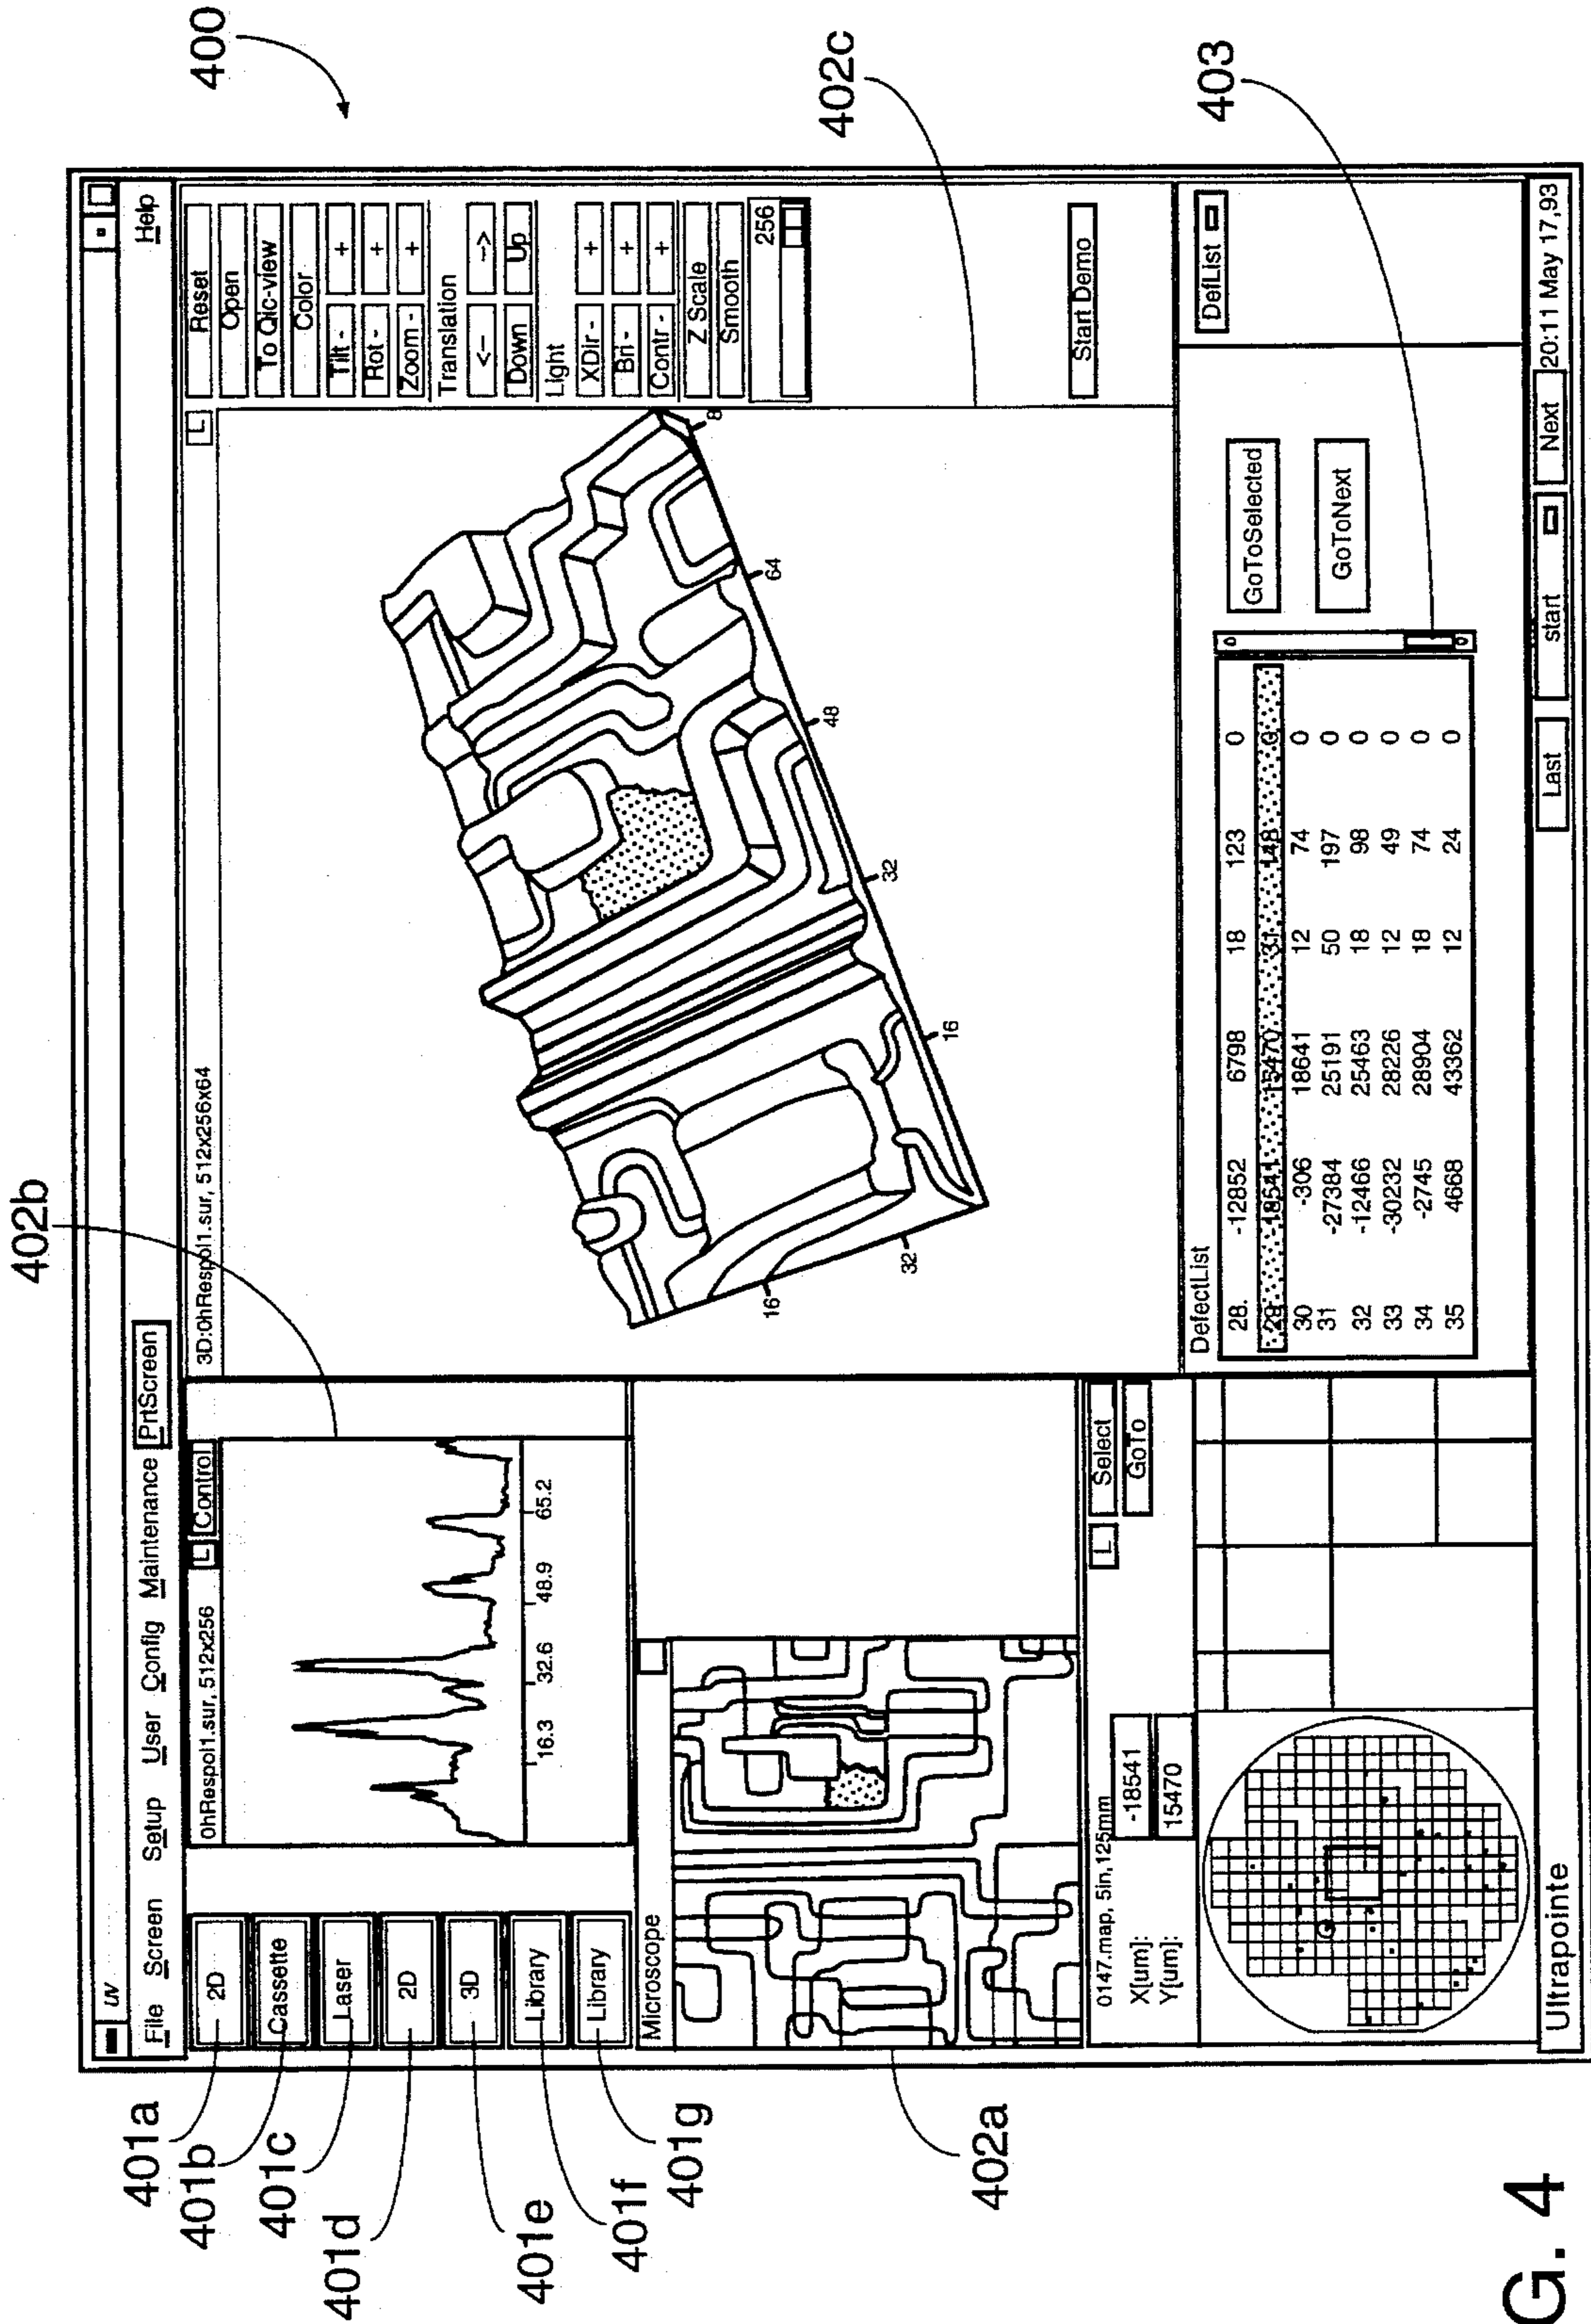 400
402b
402c
403
UV
File Screen Setup User Config Maintenance PrtScreen Help
401a
401b
401c
401d
401e
401f
401g
402a
2D
Cassette
Laser
2D
3D
Library
Library
0hRespol1.sur, 512x256 L Control
16.3 32.6 48.9 65.2
Microscope
0147.map, 5in,125mm L Select
GoTo
X[um]: -18541
Y[um]: 15470
3D:0hRespol1.sur, 512x256x64 L
16
32
16
32
48
64
8
Reset
Open
To Qic-view
Color
Tilt - +
Rot - +
Zoom - +
Translation
<-- -->
Down Up
Light
XDir - +
Bri - +
Contr - +
Z Scale
Smooth
256
Start Demo
DefectList
28. -12852 6798 18 123 0
29 -18541 15470 31 148 0
30 -306 18641 12 74 0
31 -27384 25191 50 197 0
32 -12466 25463 18 98 0
33 -30232 28226 12 49 0
34 -2745 28904 18 74 0
35 4668 43362 12 24 0
GoToSelected
GoToNext
DefList
Ultrapointe Last start Next 20:11 May 17,93
G. 4